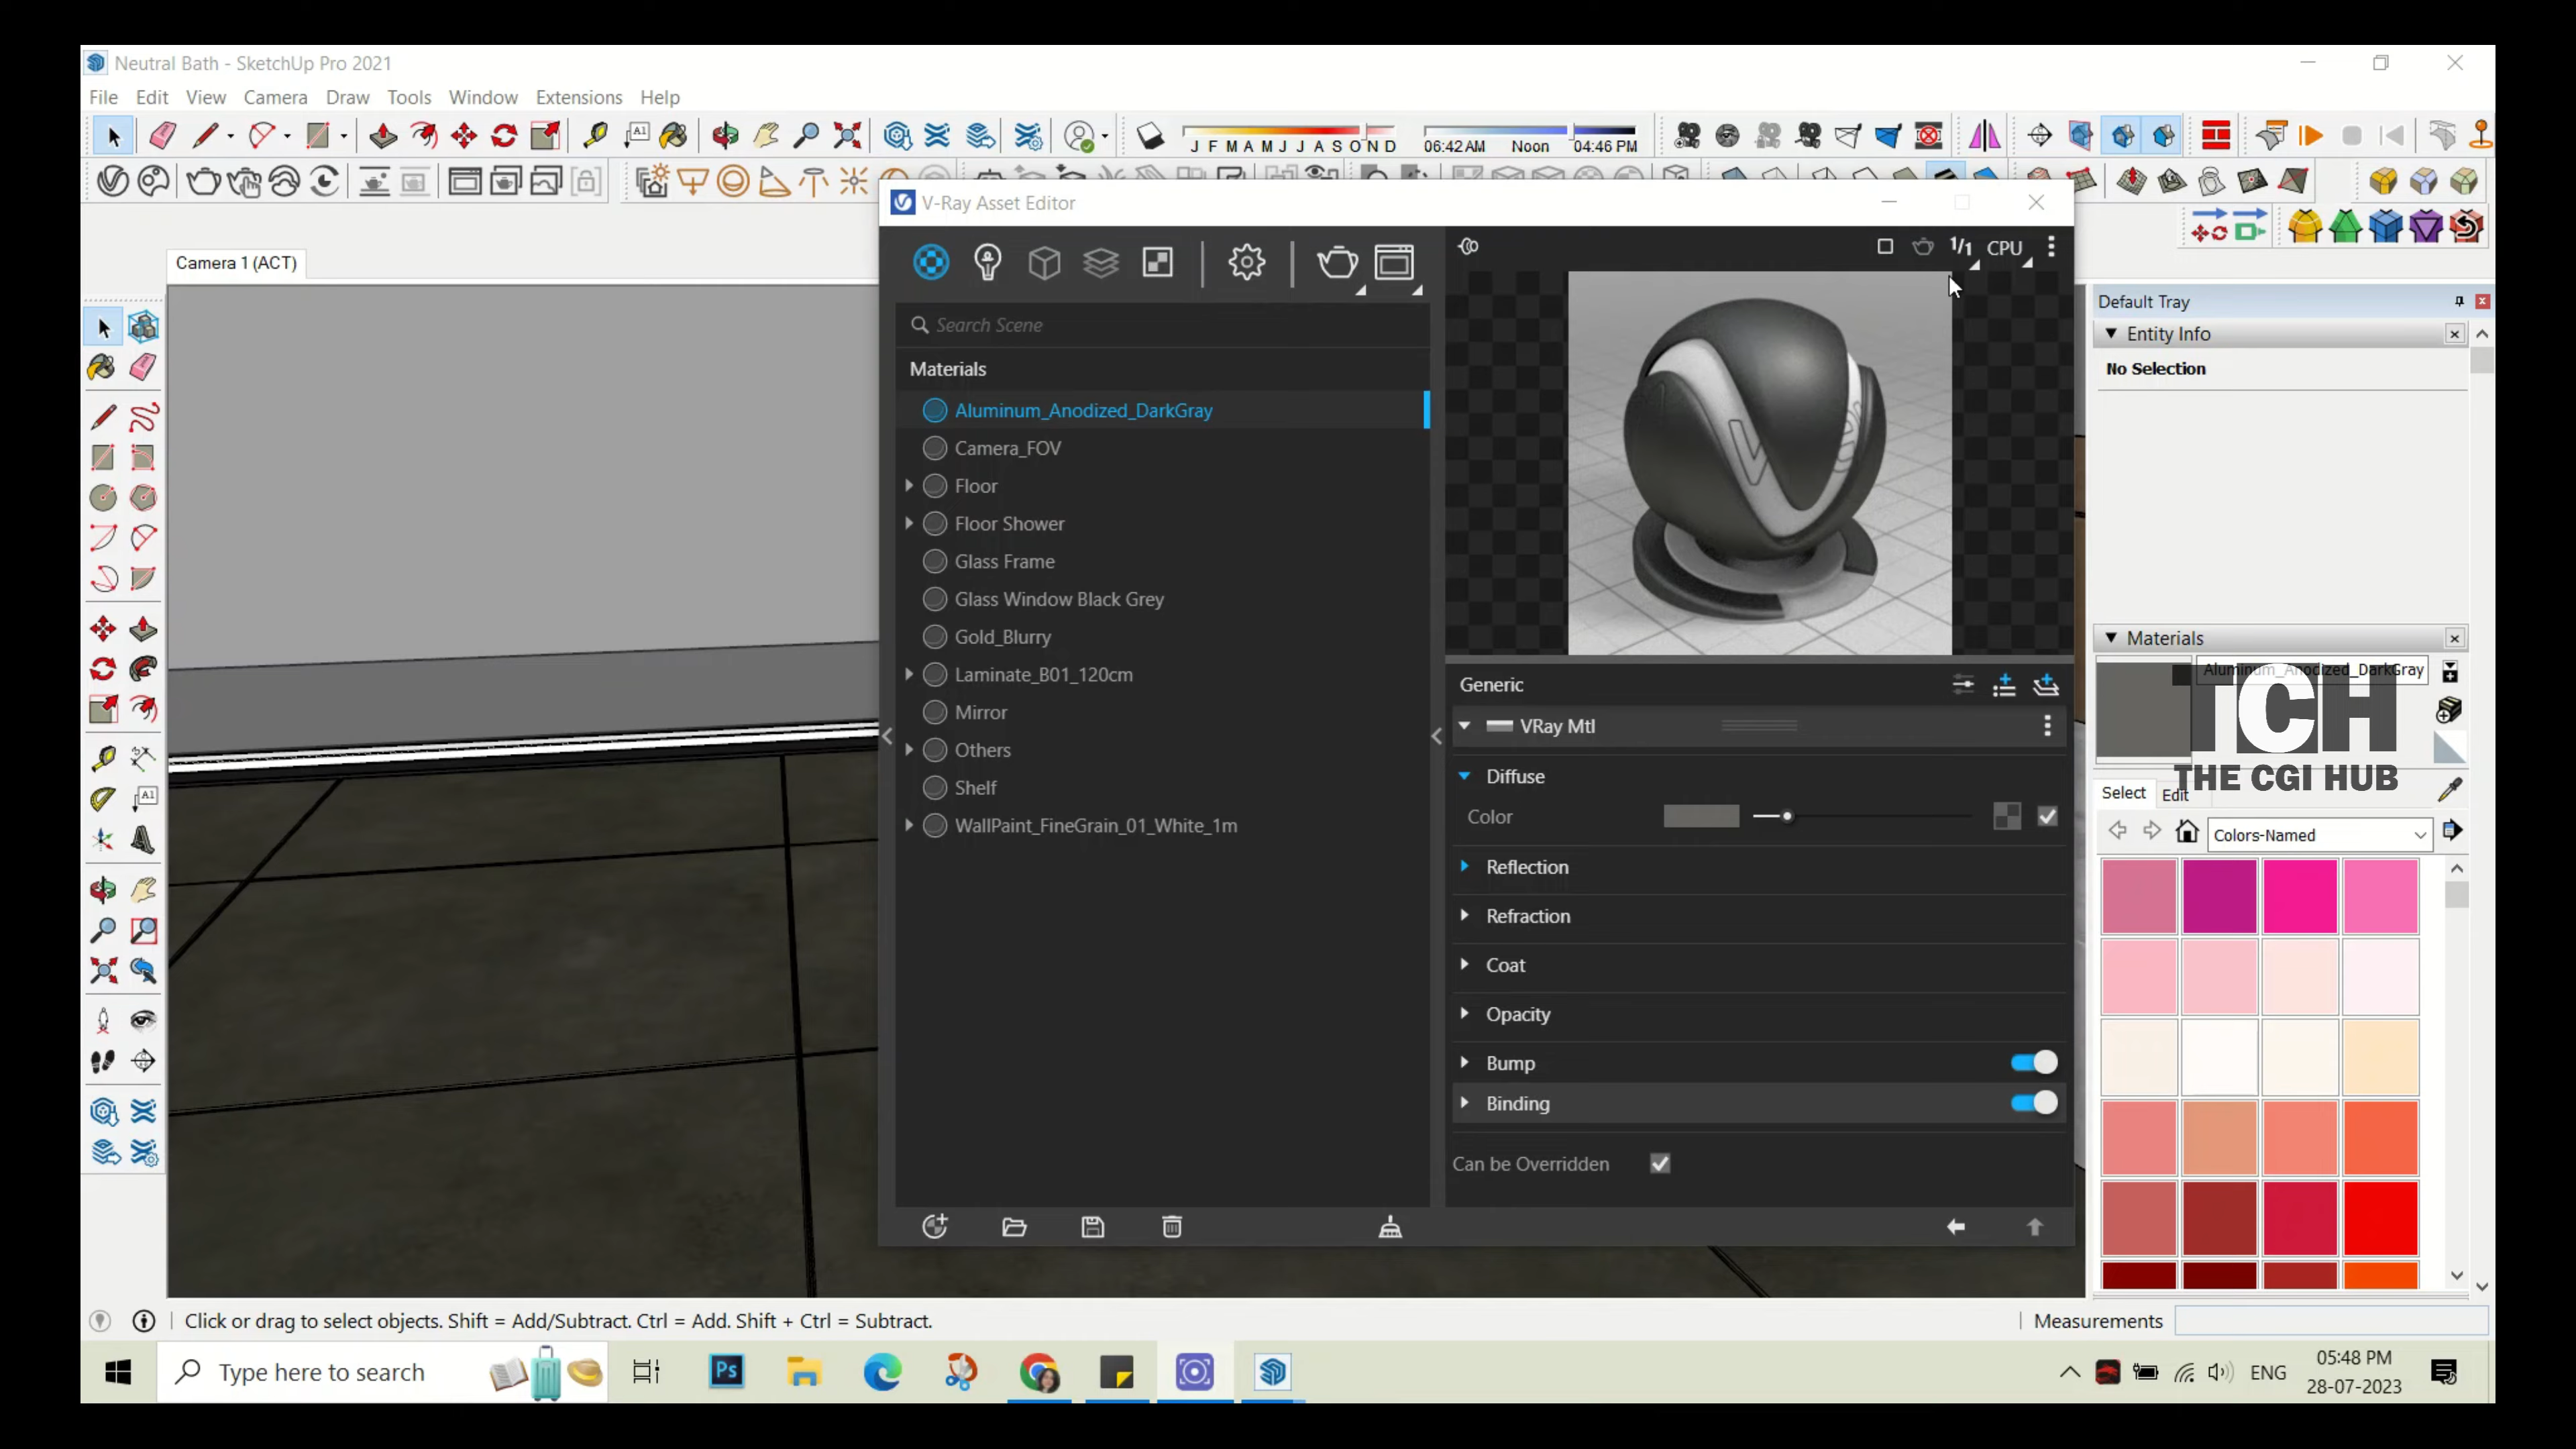 Neutral Bath - SketchUp Pro 2021
File Edit View Camera Draw Tools Window Extensions Help
A1
J F M A M J J A S O N D
06:42 AM Noon 04:46 PM
V-Ray Asset Editor
Camera 1 (ACT)
1/1 CPU
Search Scene
Materials
Aluminum_Anodized_DarkGray
Camera_FOV
Floor
Floor Shower
Glass Frame
Glass Window Black Grey
Gold_Blurry
Laminate_B01_120cm
Mirror
Others
Shelf
WallPaint_FineGrain_01_White_1m
Generic
VRay Mtl
Diffuse
Color
Reflection
Refraction
Coat
Opacity
Bump
Binding
Can be Overridden
Default Tray
Entity Info
No Selection
Materials
Aluminum_Anodized_DarkGray
TCH
THE CGI HUB
Select Edit
Colors-Named
A1
Click or drag to select objects. Shift = Add/Subtract. Ctrl = Add. Shift + Ctrl = Subtract.
Measurements
Type here to search
Ps
ENG
05:48 PM
28-07-2023